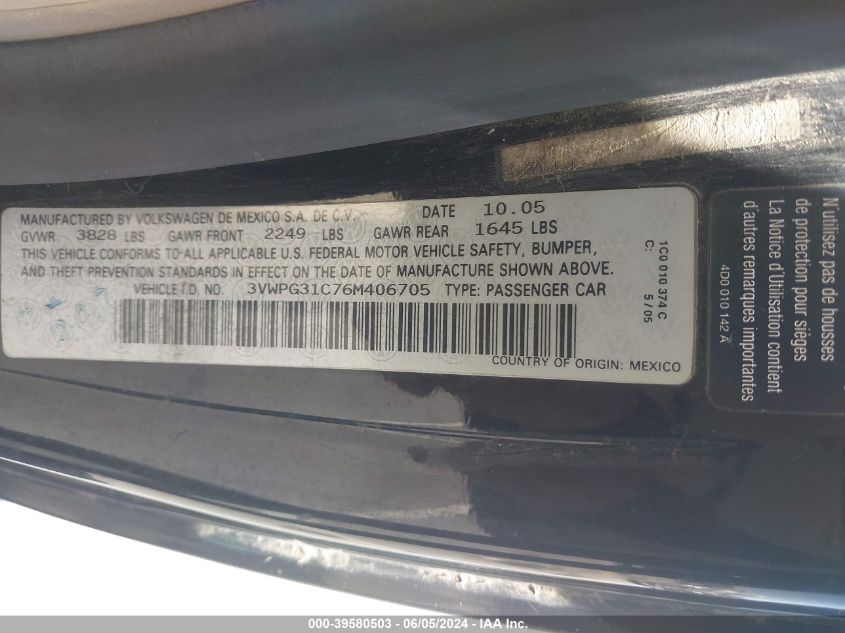 MANUFACTURED BY VOLKSWAGEN DE MEXICO S.A. DE C.V. DATE 10.05
GVWR 3828 LBS GAWR FRONT 2249 LBS GAWR REAR 1645 LBS
THIS VEHICLE CONFORMS TO ALL APPLICABLE U.S. FEDERAL MOTOR VEHICLE SAFETY, BUMPER,
AND THEFT PREVENTION STANDARDS IN EFFECT ON THE DATE OF MANUFACTURE SHOWN ABOVE.
VEHICLE I.D. NO. 3VWPG31C76M406705 TYPE: PASSENGER CAR
COUNTRY OF ORIGIN: MEXICO
1C0 010 374 C
C: 5/05
4D0 010 142 A
N'utilisez pas de housses
de protection pour sièges
La Notice d'Utilisation contient
d'autres remarques importantes
000-39580503 - 06/05/2024 - IAA Inc.